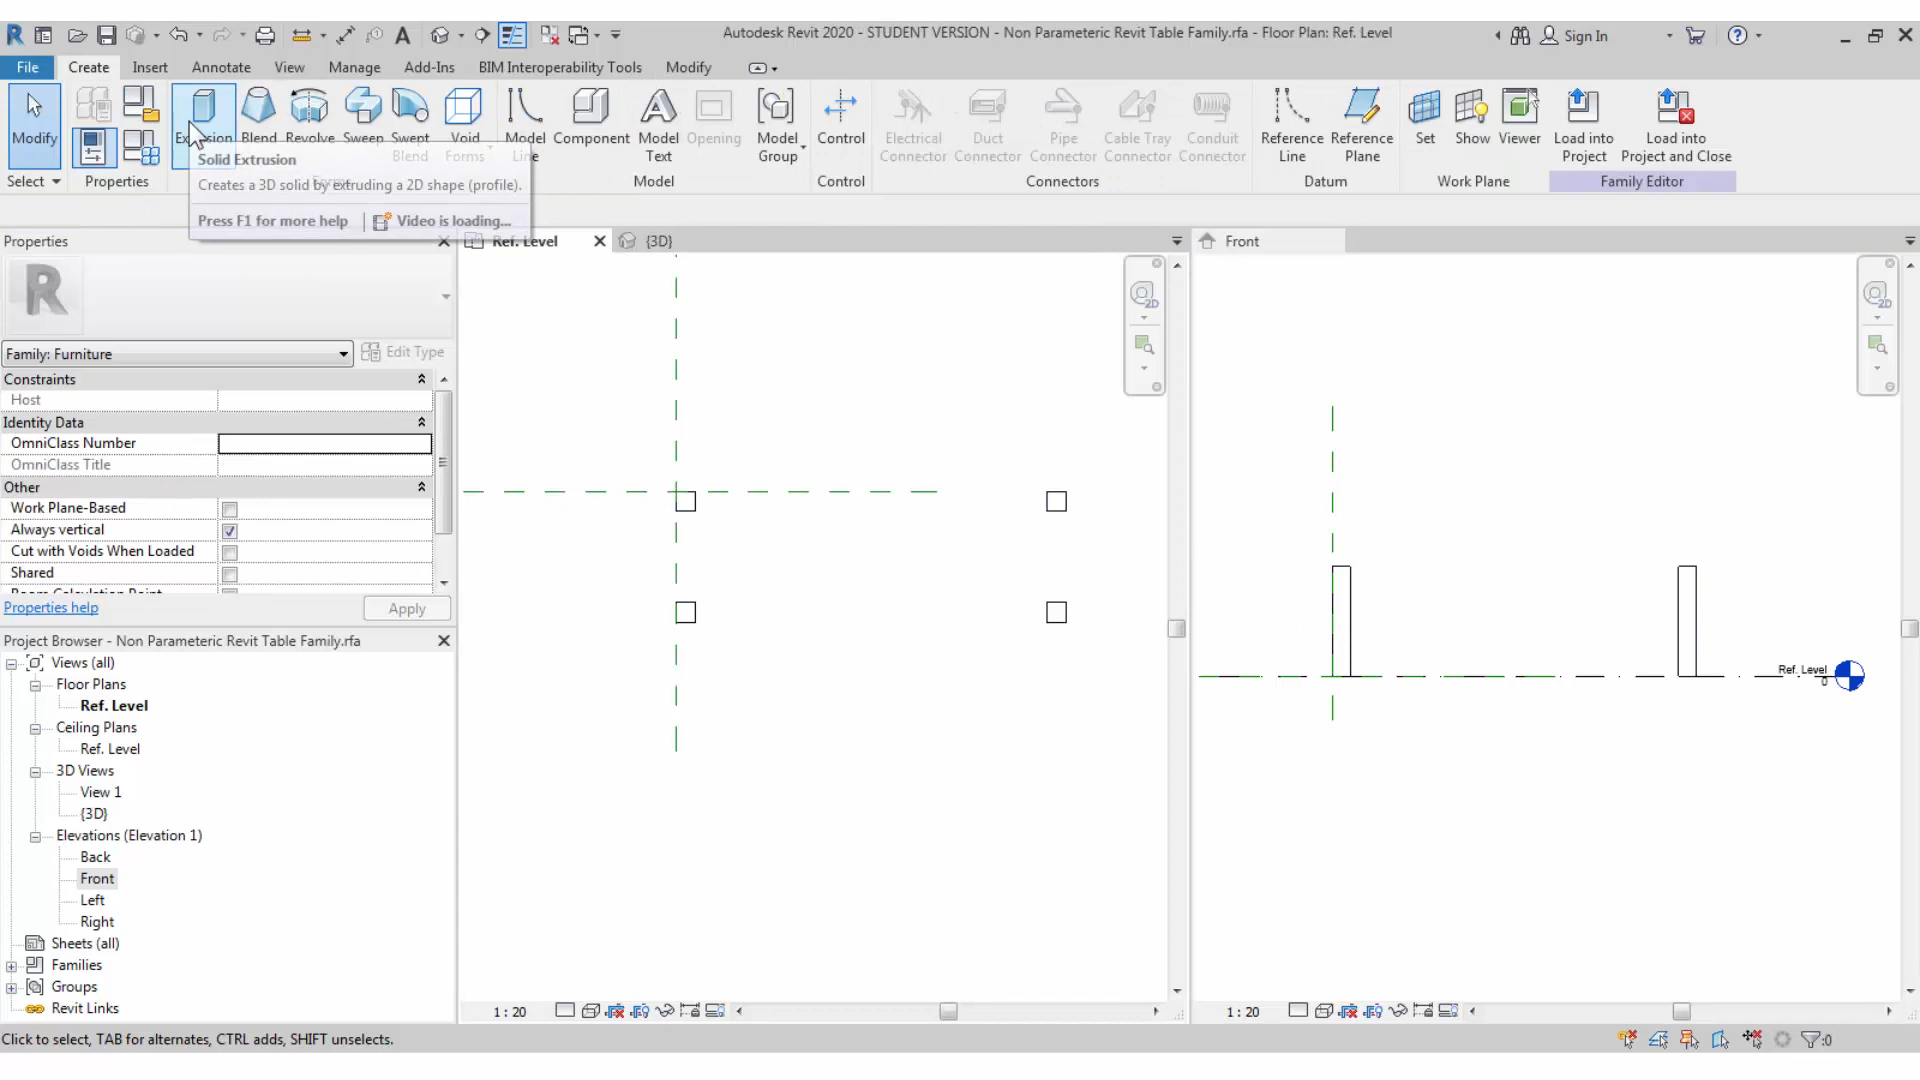 Autodesk Revit 2020 - STUDENT VERSION - Non Parameteric Revit Table Family.rfa - Floor Plan: Ref. Level
Sign In
File Create Insert Annotate View Manage Add-Ins BIM Interoperability Tools Modify
Modify
Extrusion Blend Revolve Sweep Swept Blend Void Forms
Model Line Component Model Text Opening Model Group
Control
Electrical Connector Duct Connector Pipe Connector Cable Tray Connector Conduit Connector
Reference Line Reference Plane
Set Show Viewer
Load into Project Load into Project and Close
Select Properties Model Control Connectors Datum Work Plane Family Editor
Solid Extrusion
Creates a 3D solid by extruding a 2D shape (profile).
Press F1 for more help Video is loading...
Properties
Ref. Level {3D} Front
R
2D
2D
Family: Furniture Edit Type
Constraints
Host
Identity Data
OmniClass Number
OmniClass Title
Other
Work Plane-Based
Always vertical
Cut with Voids When Loaded
Shared
Properties help Apply
Project Browser - Non Parameteric Revit Table Family.rfa
Views (all)
Floor Plans
Ref. Level
Ceiling Plans
Ref. Level
3D Views
View 1
{3D}
Elevations (Elevation 1)
Back
Front
Left
Right
Sheets (all)
Families
Groups
Revit Links
Ref. Level
0
1 : 20
1 : 20
Click to select, TAB for alternates, CTRL adds, SHIFT unselects.
:0